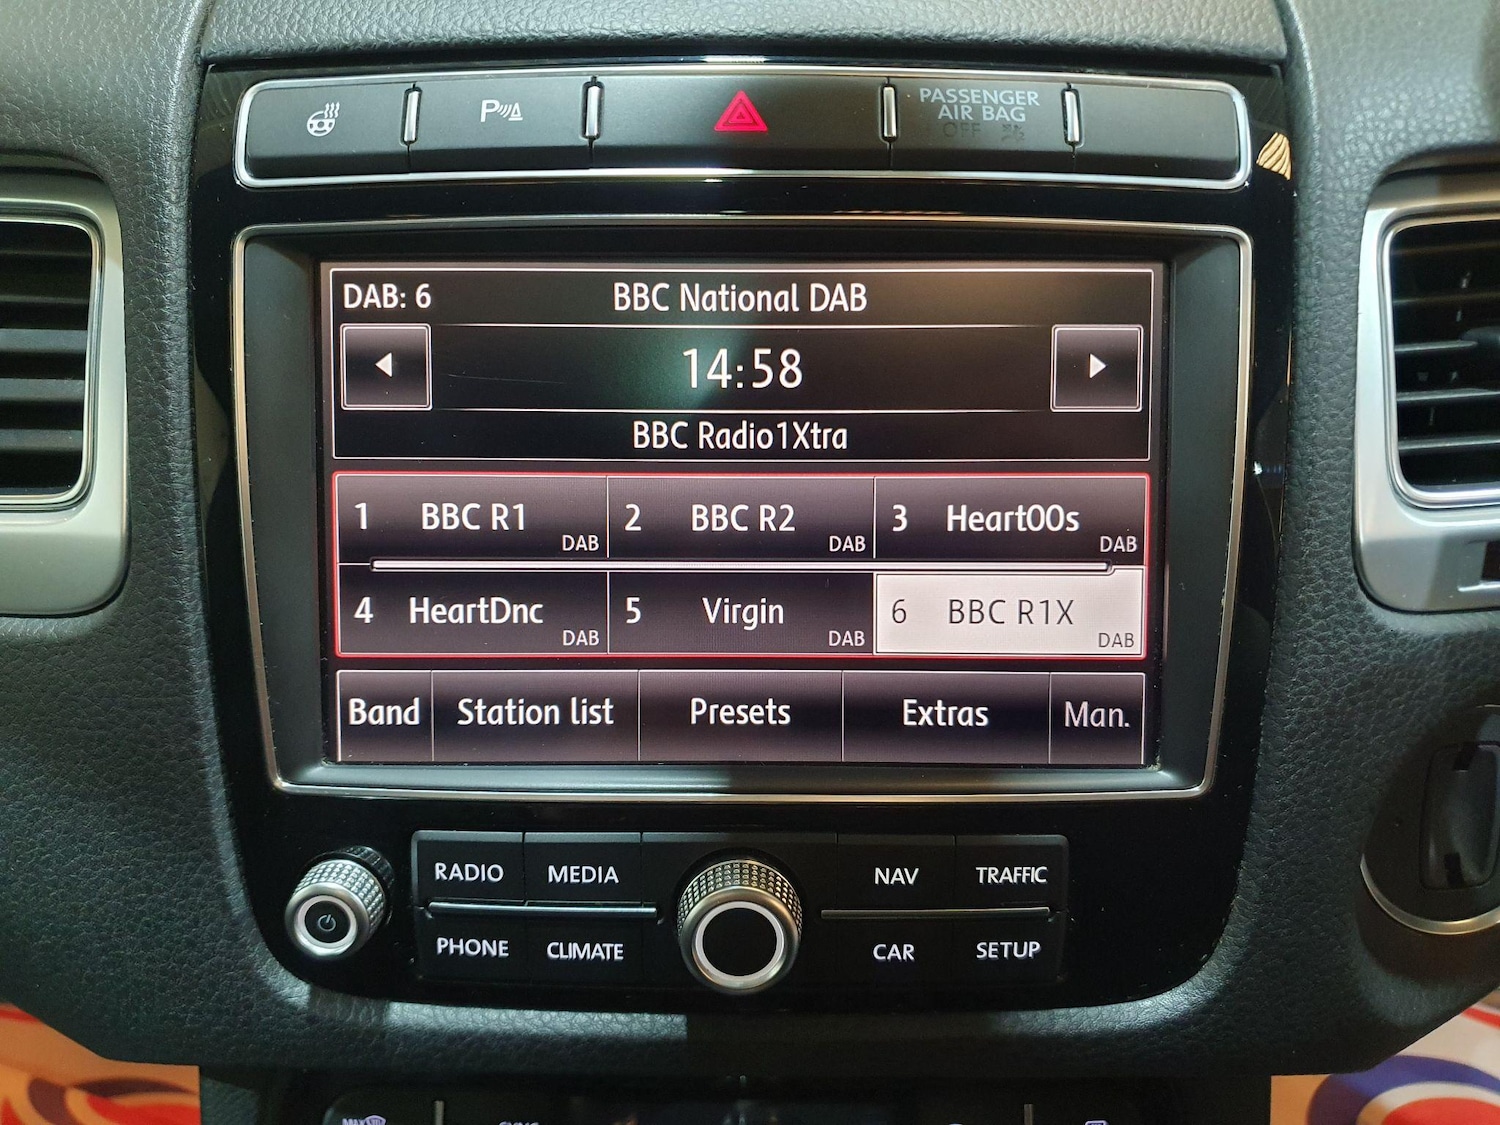 P
PASSENGER
AIR BAG
OFF
DAB: 6
BBC National DAB
14:58
BBC Radio1Xtra
1 BBC R1 DAB
2 BBC R2 DAB
3 Heart00s DAB
4 HeartDnc DAB
5 Virgin DAB
6 BBC R1X DAB
Band Station list Presets Extras Man.
RADIO MEDIA NAV TRAFFIC
PHONE CLIMATE CAR SETUP
MAX